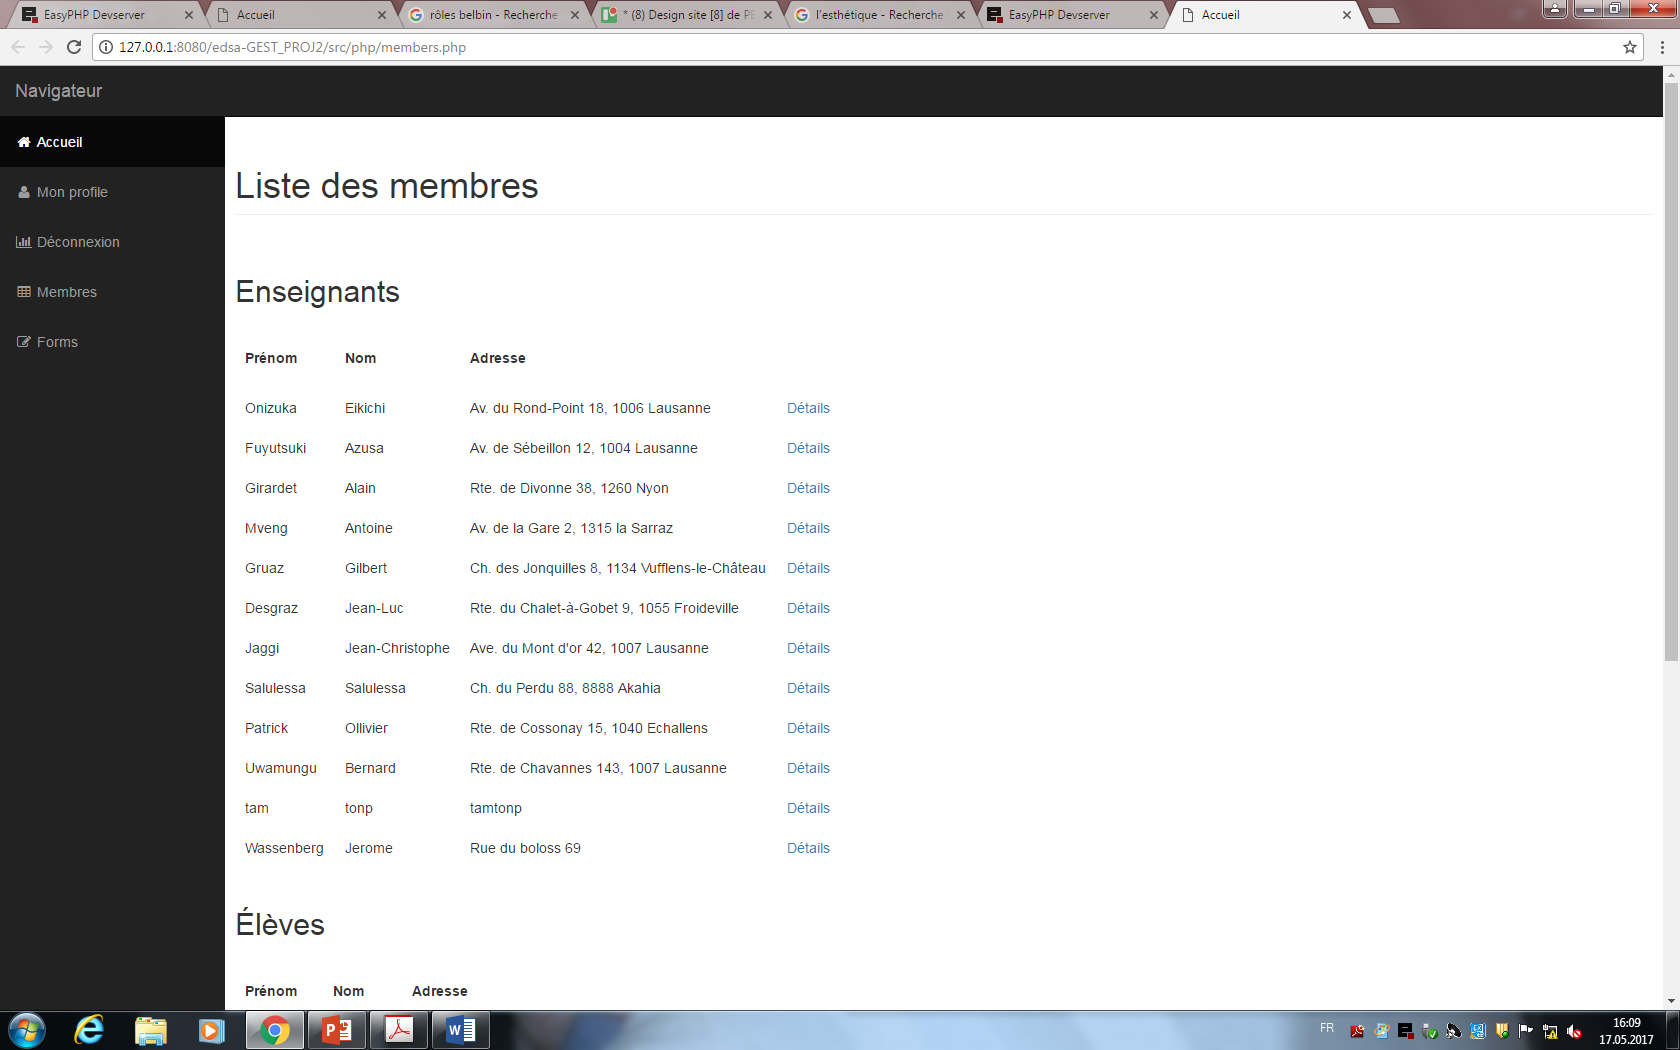 EasyPHP Devserver
Accueil
rôles belbin - Recherche
* (8) Design site [8] de PE
l'esthétique - Recherche
EasyPHP Devserver
Accueil
127.0.0.1:8080/edsa-GEST_PROJ2/src/php/members.php
Navigateur
Accueil
Mon profile
Déconnexion
Membres
Forms
Liste des membres
Enseignants
Prénom Nom Adresse
Onizuka Eikichi Av. du Rond-Point 18, 1006 Lausanne Détails
Fuyutsuki Azusa Av. de Sébeillon 12, 1004 Lausanne Détails
Girardet Alain Rte. de Divonne 38, 1260 Nyon Détails
Mveng Antoine Av. de la Gare 2, 1315 la Sarraz Détails
Gruaz Gilbert Ch. des Jonquilles 8, 1134 Vufflens-le-Château Détails
Desgraz Jean-Luc Rte. du Chalet-à-Gobet 9, 1055 Froideville Détails
Jaggi Jean-Christophe Ave. du Mont d'or 42, 1007 Lausanne Détails
Salulessa Salulessa Ch. du Perdu 88, 8888 Akahia Détails
Patrick Ollivier Rte. de Cossonay 15, 1040 Echallens Détails
Uwamungu Bernard Rte. de Chavannes 143, 1007 Lausanne Détails
tam tonp tamtonp Détails
Wassenberg Jerome Rue du boloss 69 Détails
Élèves
Prénom Nom Adresse
FR
16:09
17.05.2017